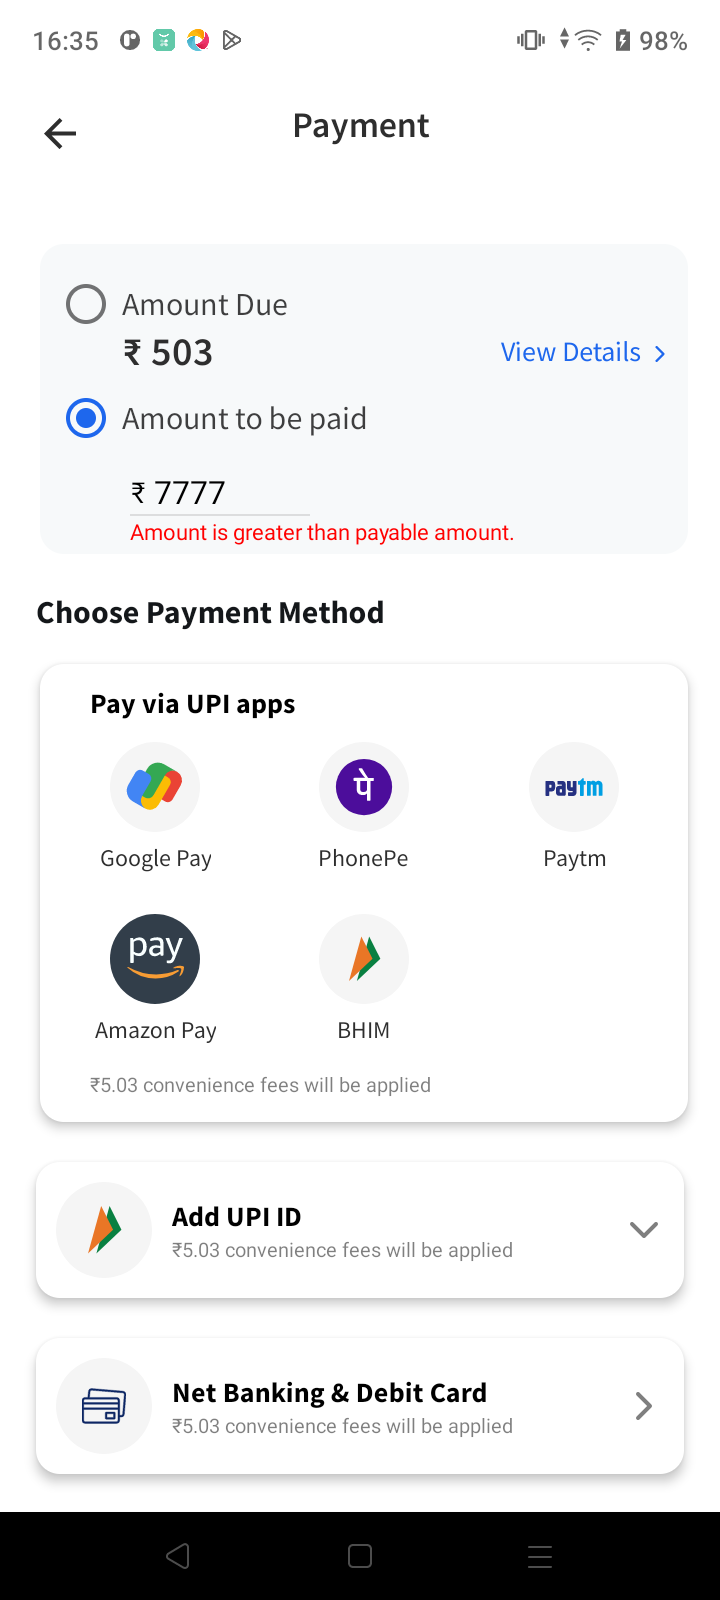 16:35
98%
Payment
Amount Due
₹ 503
View Details
Amount to be paid
₹ 7777
Amount is greater than payable amount.
Choose Payment Method
Pay via UPI apps
पे
paytm
Google Pay
PhonePe
Paytm
pay
Amazon Pay
BHIM
₹5.03 convenience fees will be applied
Add UPI ID
₹5.03 convenience fees will be applied
Net Banking & Debit Card
₹5.03 convenience fees will be applied